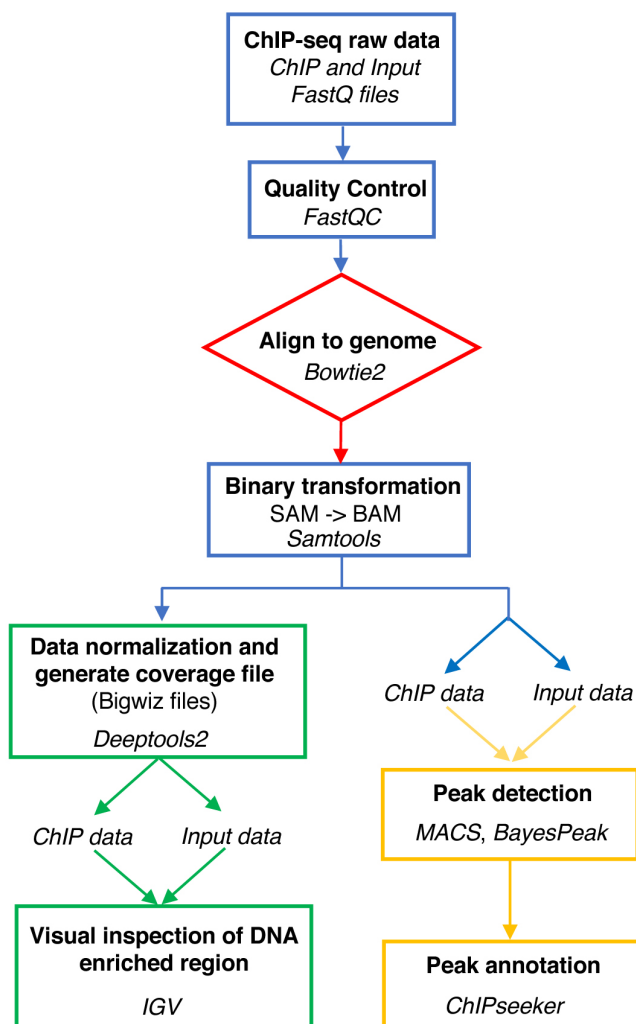 ChIP-seq raw data
ChIP and Input
FastQ files
Quality Control
FastQC
Align to genome
Bowtie2
Binary transformation
SAM -> BAM
Samtools
Data normalization and
generate coverage file
(Bigwiz files)
Deeptools2
ChIP data
Input data
Visual inspection of DNA
enriched region
IGV
ChIP data
Input data
Peak detection
MACS, BayesPeak
Peak annotation
ChIPseeker